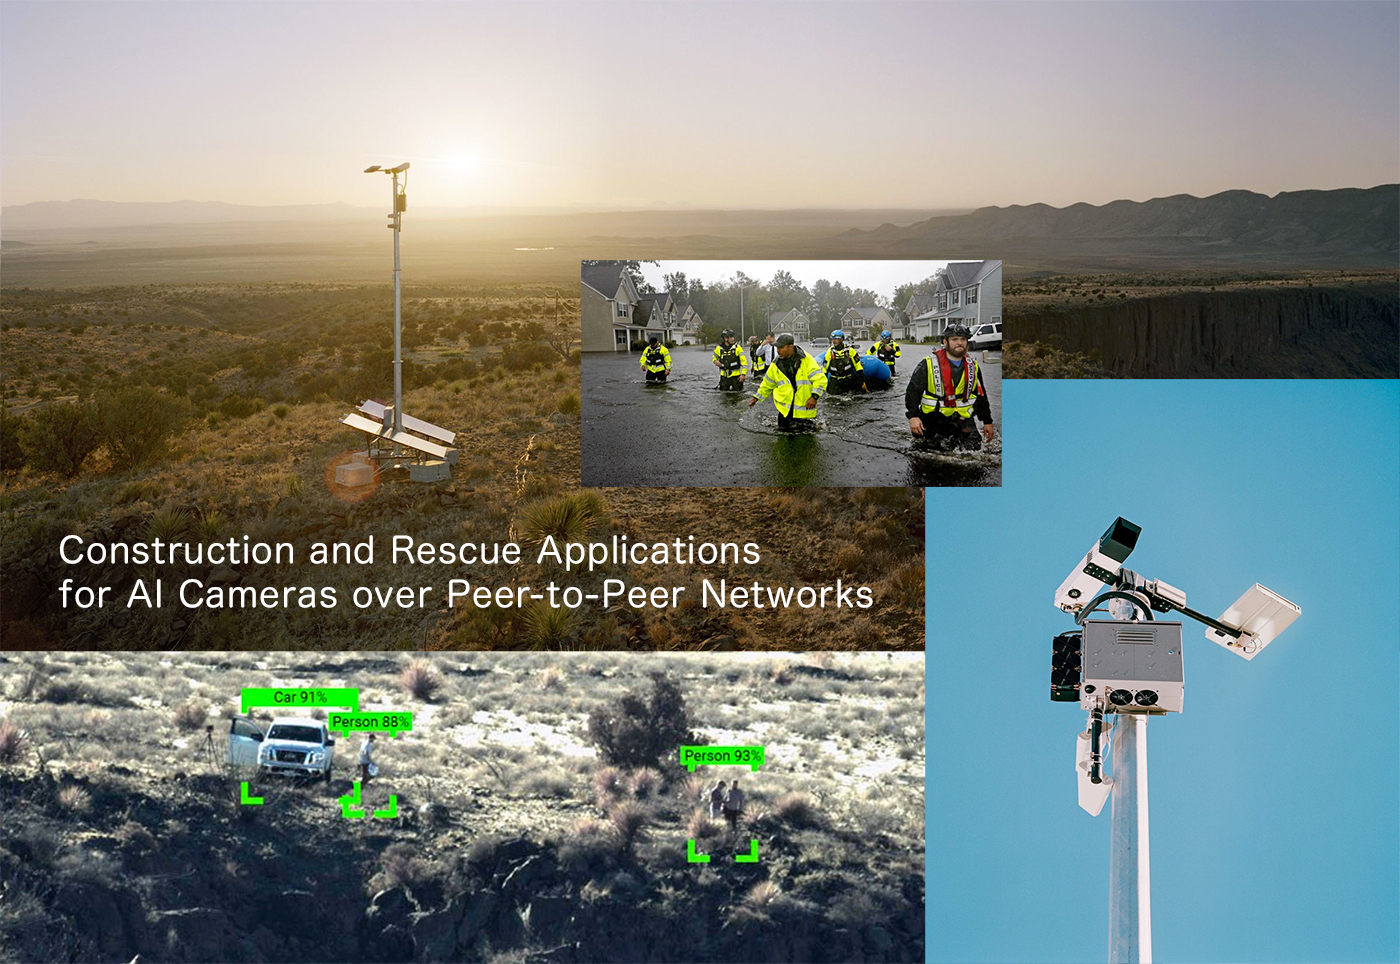 Construction and Rescue Applications
for AI Cameras over Peer-to-Peer Networks
Car 91%
Person 88%
Person 93%